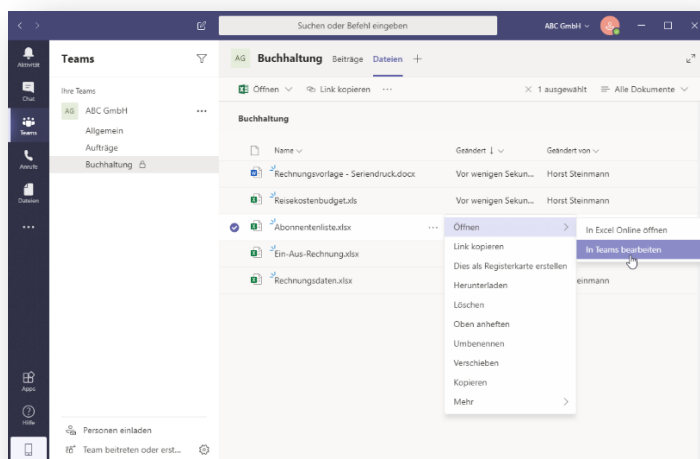 Suchen oder Befehl eingeben
ABC GmbH
Aktivität
Chat
Teams
Anrufe
Dateien
Apps
Hilfe
Teams
Ihre Teams
AG ABC GmbH
Allgemein
Aufträge
Buchhaltung
Personen einladen
Team beitreten oder erst...
AG Buchhaltung Beiträge Dateien
Öffnen Link kopieren 1 ausgewählt Alle Dokumente
Buchhaltung
Name Geändert Geändert von
Rechnungsvorlage - Seriendruck.docx Vor wenigen Sekun... Horst Steinmann
Reisekostenbudget.xls Vor wenigen Sekun... Horst Steinmann
Abonnentenliste.xlsx
Ein-Aus-Rechnung.xlsx
Rechnungsdaten.xlsx einmann
Öffnen
Link kopieren
Dies als Registerkarte erstellen
Herunterladen
Löschen
Oben anheften
Umbenennen
Verschieben
Kopieren
Mehr
In Excel Online öffnen
In Teams bearbeiten